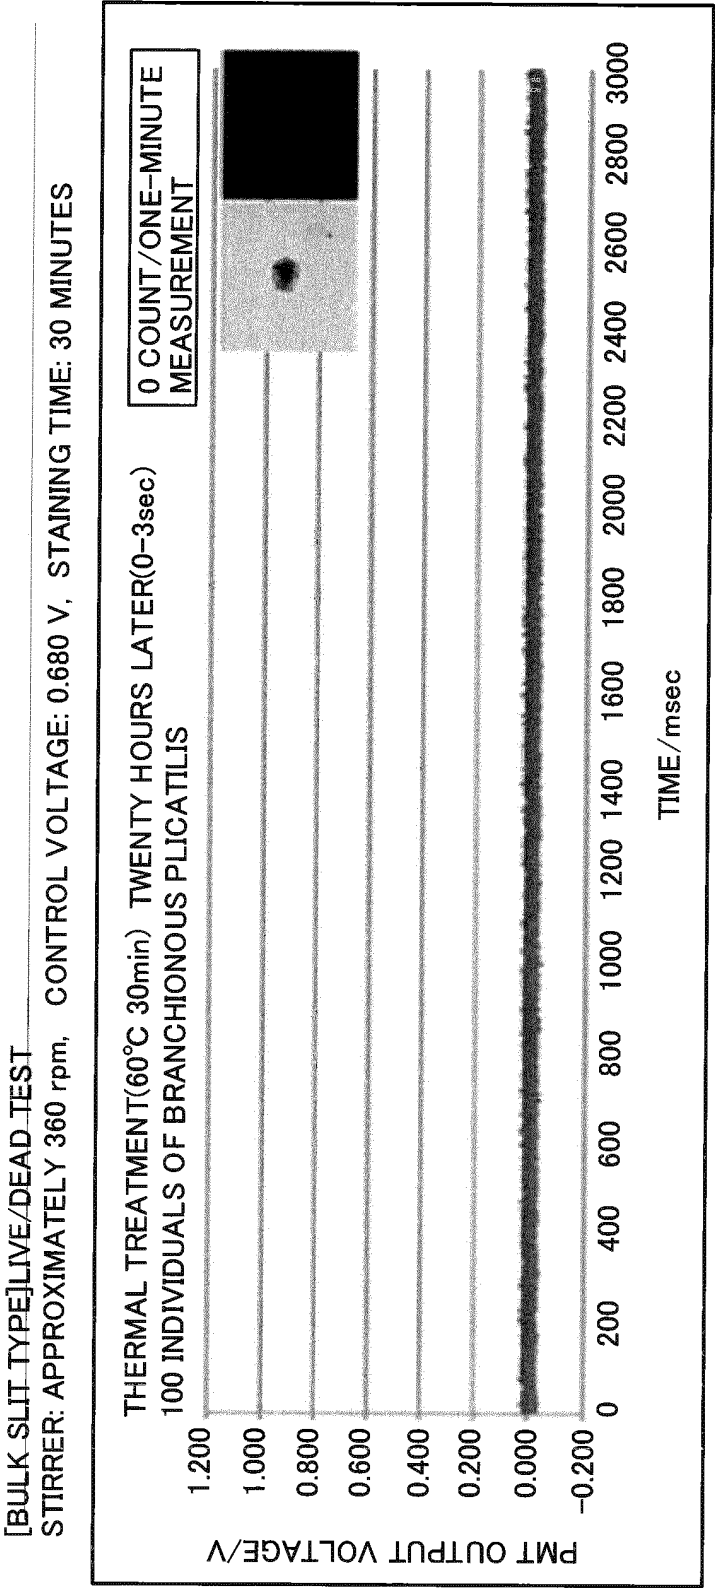 [BULK SLIT TYPE]LIVE/DEAD TEST
STIRRER: APPROXIMATELY 360 rpm, CONTROL VOLTAGE: 0.680 V, STAINING TIME: 30 MINUTES
THERMAL TREATMENT(60°C 30min) TWENTY HOURS LATER(0-3sec)
100 INDIVIDUALS OF BRANCHIONOUS PLICATILIS
0 COUNT/ONE-MINUTE
MEASUREMENT
PMT OUTPUT VOLTAGE/V
1.200
1.000
0.800
0.600
0.400
0.200
0.000
-0.200
0 200 400 600 800 1000 1200 1400 1600 1800 2000 2200 2400 2600 2800 3000
TIME/msec